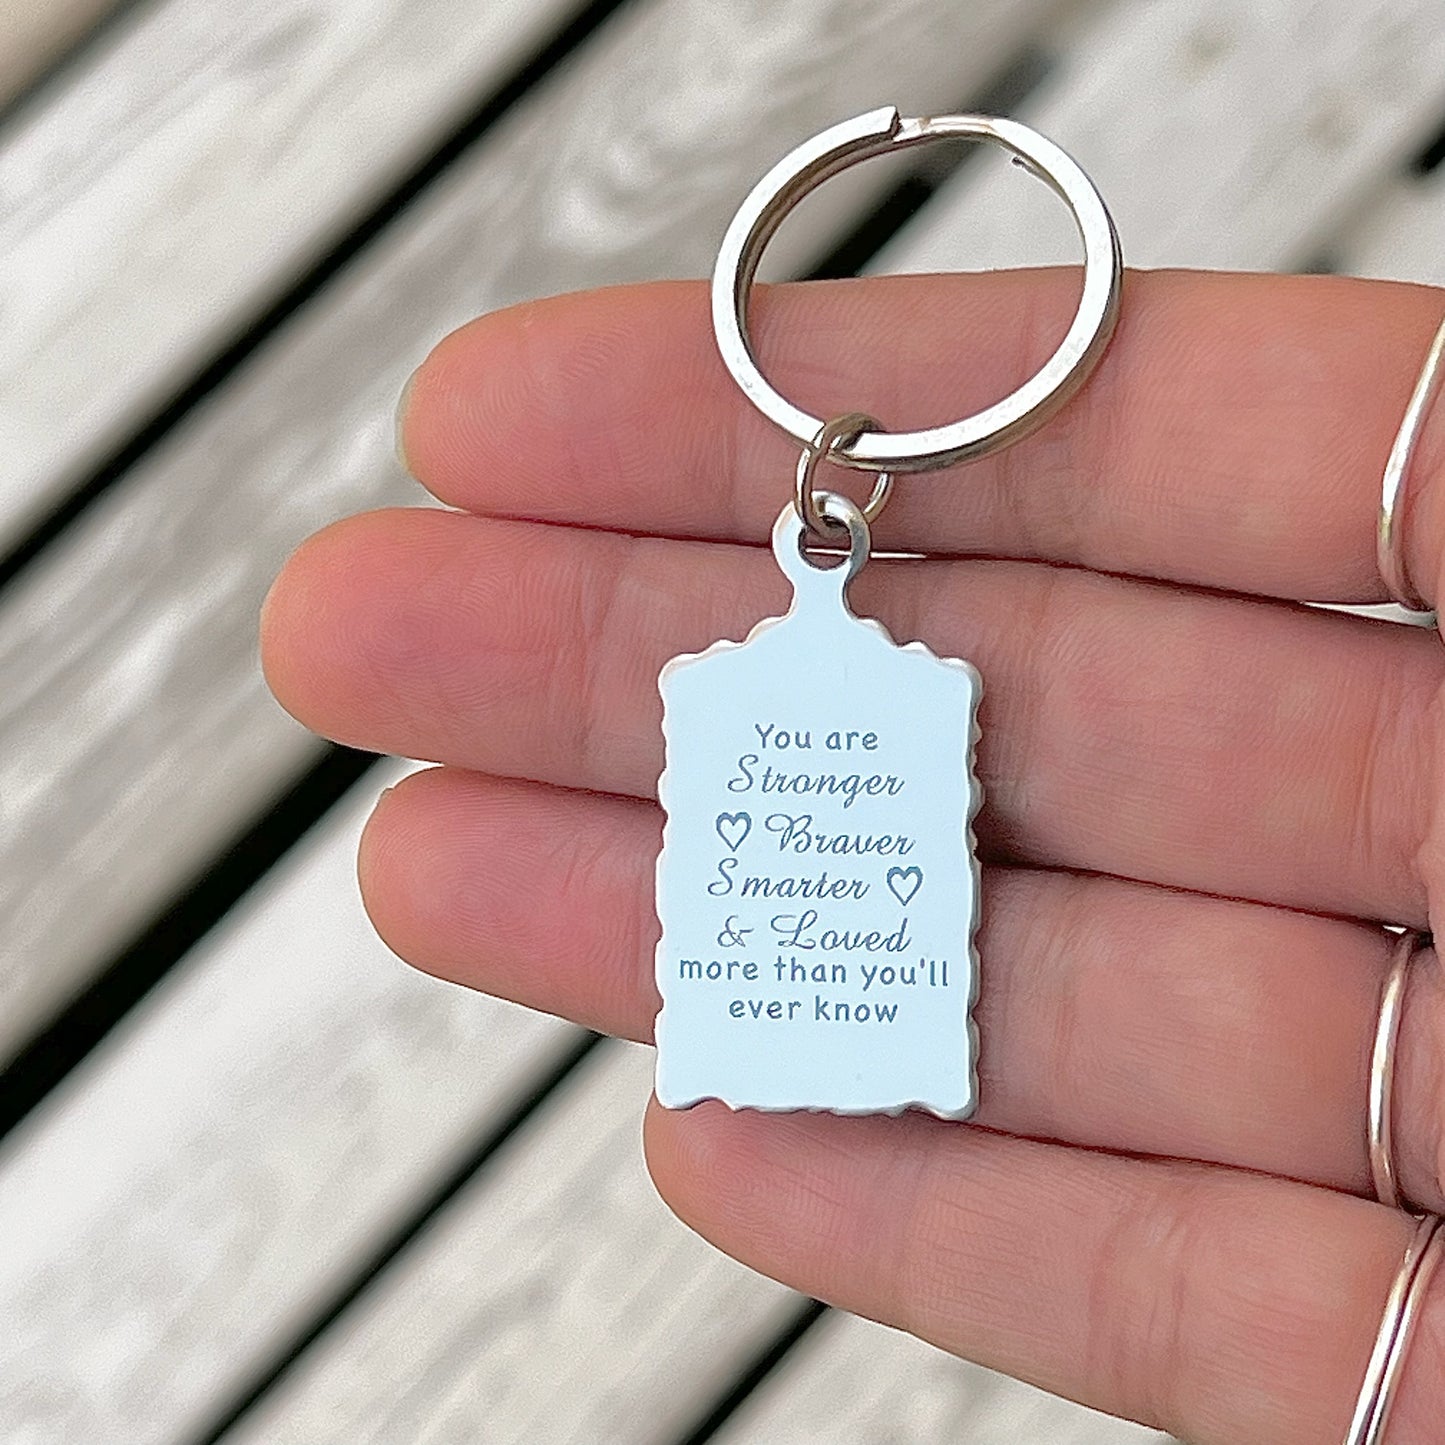 You are
Stronger
♡ Braver
Smarter ♡
& Loved
more than you'll
ever know